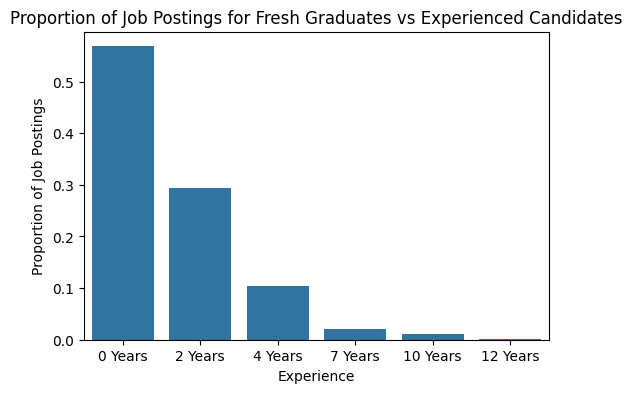 Proportion of Job Postings for Fresh Graduates vs Experienced Candidates
Proportion of Job Postings
0.5
0.4
0.3
0.2
0.1
0.0
0 Years 2 Years 4 Years 7 Years 10 Years 12 Years
Experience